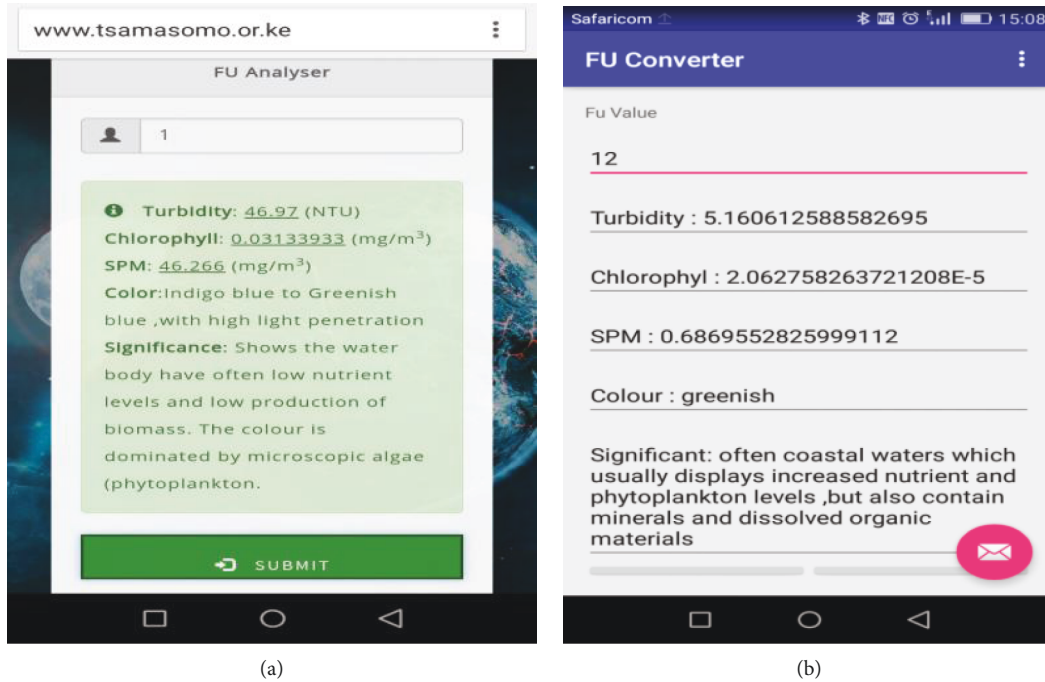 www.tsamasomo.or.ke
FU Analyser
1
Turbidity: 46.97 (NTU)
Chlorophyll: 0.03133933 (mg/m³)
SPM: 46.266 (mg/m³)
Color:Indigo blue to Greenish
blue ,with high light penetration
Significance: Shows the water
body have often low nutrient
levels and low production of
biomass. The colour is
dominated by microscopic algae
(phytoplankton.
SUBMIT
(a)
Safaricom 15:08
FU Converter
Fu Value
12
Turbidity : 5.160612588582695
Chlorophyl : 2.062758263721208E-5
SPM : 0.6869552825999112
Colour : greenish
Significant: often coastal waters which
usually displays increased nutrient and
phytoplankton levels ,but also contain
minerals and dissolved organic
materials
(b)